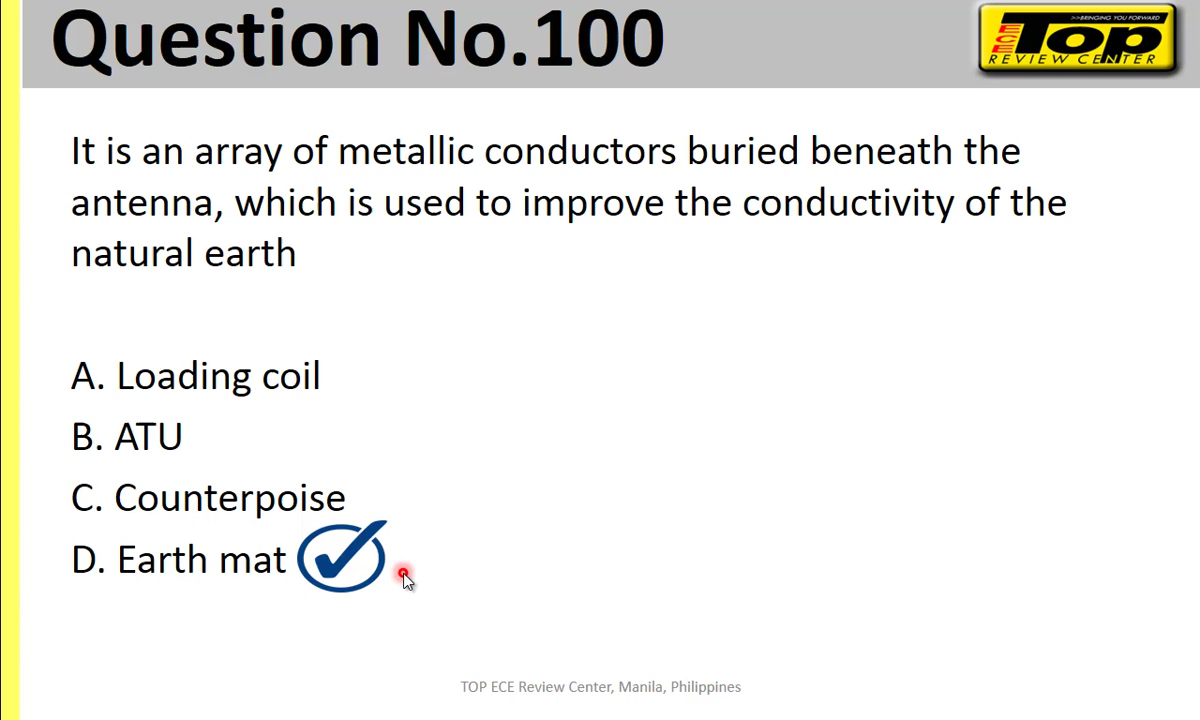 Question No.100
>>BRINGING YOU FORWARD
ECE Top
REVIEW CENTER
It is an array of metallic conductors buried beneath the
antenna, which is used to improve the conductivity of the
natural earth
A. Loading coil
B. ATU
C. Counterpoise
D. Earth mat
TOP ECE Review Center, Manila, Philippines